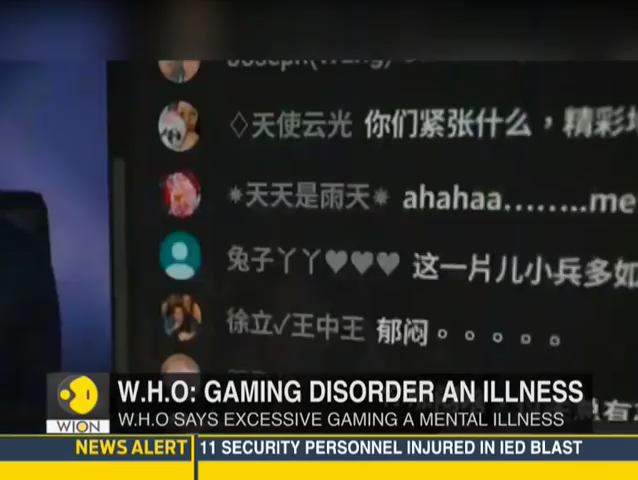 Joseph(Wang)
◇天使云光 你们紧张什么，精彩
✷天天是雨天✷ ahahaa........me
兔子丫丫♥♥♥ 这一片儿小兵多如
徐立✓王中王 郁闷。。。。。
W.H.O: GAMING DISORDER AN ILLNESS
W.H.O SAYS EXCESSIVE GAMING A MENTAL ILLNESS
WION
NEWS ALERT 11 SECURITY PERSONNEL INJURED IN IED BLAST